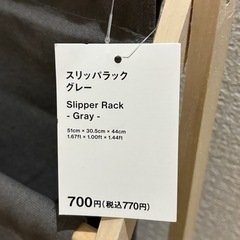 スリッパラック
グレー
Slipper Rack
- Gray -
51cm × 30.5cm × 44cm
1.67ft × 1.00ft × 1.44ft
700円(税込770円)